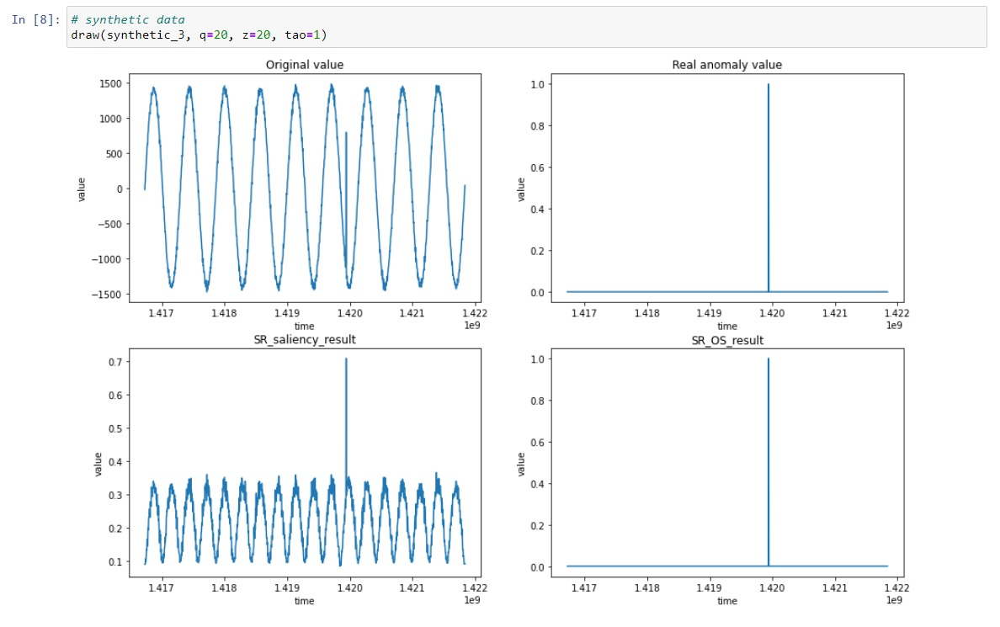 In [8]: # synthetic data
draw(synthetic_3, q=20, z=20, tao=1)
Original value
1500
1000
500
0
−500
−1000
−1500
value
1.417 1.418 1.419 1.420 1.421 1.422
1e9
time
Real anomaly value
1.0
0.8
0.6
0.4
0.2
0.0
value
1.417 1.418 1.419 1.420 1.421 1.422
1e9
time
SR_saliency_result
0.7
0.6
0.5
0.4
0.3
0.2
0.1
value
1.417 1.418 1.419 1.420 1.421 1.422
1e9
time
SR_OS_result
1.0
0.8
0.6
0.4
0.2
0.0
value
1.417 1.418 1.419 1.420 1.421 1.422
1e9
time